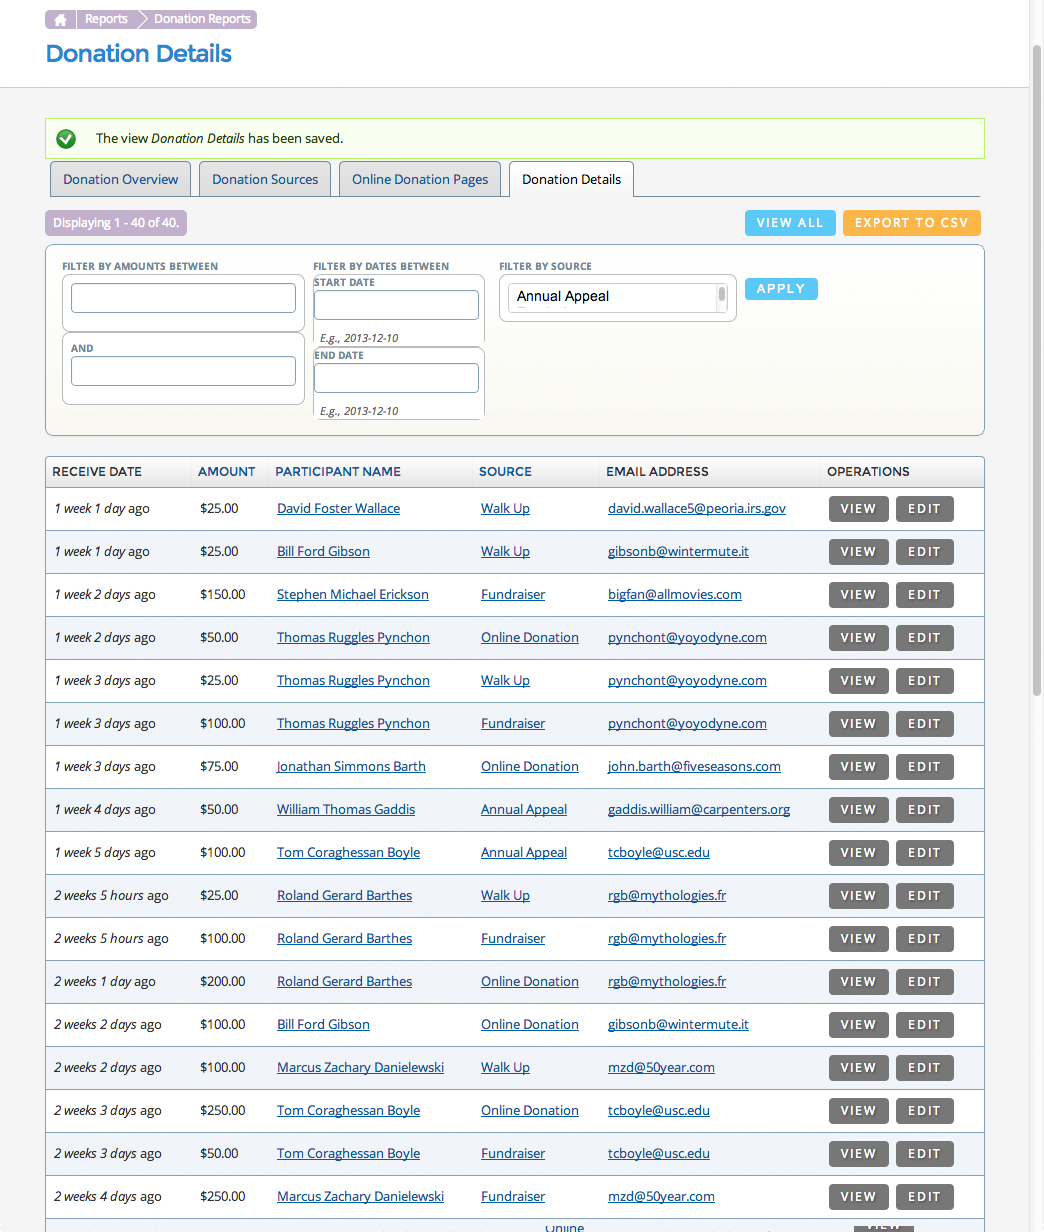 Reports Donation Reports
Donation Details
The view Donation Details has been saved.
Donation Overview Donation Sources Online Donation Pages Donation Details
Displaying 1 - 40 of 40. VIEW ALL EXPORT TO CSV
FILTER BY AMOUNTS BETWEEN FILTER BY DATES BETWEEN FILTER BY SOURCE
START DATE
Annual Appeal APPLY
E.g., 2013-12-10
AND END DATE
E.g., 2013-12-10
RECEIVE DATE AMOUNT PARTICIPANT NAME SOURCE EMAIL ADDRESS OPERATIONS
1 week 1 day ago $25.00 David Foster Wallace Walk Up david.wallace5@peoria.irs.gov VIEW EDIT
1 week 1 day ago $25.00 Bill Ford Gibson Walk Up gibsonb@wintermute.it VIEW EDIT
1 week 2 days ago $150.00 Stephen Michael Erickson Fundraiser bigfan@allmovies.com VIEW EDIT
1 week 2 days ago $50.00 Thomas Ruggles Pynchon Online Donation pynchont@yoyodyne.com VIEW EDIT
1 week 3 days ago $25.00 Thomas Ruggles Pynchon Walk Up pynchont@yoyodyne.com VIEW EDIT
1 week 3 days ago $100.00 Thomas Ruggles Pynchon Fundraiser pynchont@yoyodyne.com VIEW EDIT
1 week 3 days ago $75.00 Jonathan Simmons Barth Online Donation john.barth@fiveseasons.com VIEW EDIT
1 week 4 days ago $50.00 William Thomas Gaddis Annual Appeal gaddis.william@carpenters.org VIEW EDIT
1 week 5 days ago $100.00 Tom Coraghessan Boyle Annual Appeal tcboyle@usc.edu VIEW EDIT
2 weeks 5 hours ago $25.00 Roland Gerard Barthes Walk Up rgb@mythologies.fr VIEW EDIT
2 weeks 5 hours ago $100.00 Roland Gerard Barthes Fundraiser rgb@mythologies.fr VIEW EDIT
2 weeks 1 day ago $200.00 Roland Gerard Barthes Online Donation rgb@mythologies.fr VIEW EDIT
2 weeks 2 days ago $100.00 Bill Ford Gibson Online Donation gibsonb@wintermute.it VIEW EDIT
2 weeks 2 days ago $100.00 Marcus Zachary Danielewski Walk Up mzd@50year.com VIEW EDIT
2 weeks 3 days ago $250.00 Tom Coraghessan Boyle Online Donation tcboyle@usc.edu VIEW EDIT
2 weeks 3 days ago $50.00 Tom Coraghessan Boyle Fundraiser tcboyle@usc.edu VIEW EDIT
2 weeks 4 days ago $250.00 Marcus Zachary Danielewski Fundraiser mzd@50year.com VIEW EDIT
Online VIEW